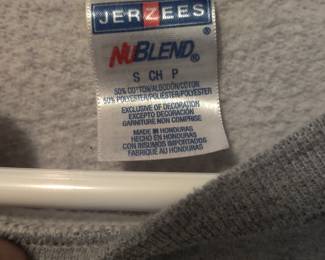 JERZEES
NUBLEND®
S CH P
50% COTTON/ALGODÓN/COTON
50% POLYESTER/POLIÉSTER/POLYESTER
EXCLUSIVE OF DECORATION
EXCEPTO DECORACIÓN
GARNITURE NON COMPRISE
MADE IN HONDURAS
HECHO EN HONDURAS
CON INSUMOS IMPORTADOS
FABRIQUÉ AU HONDURAS